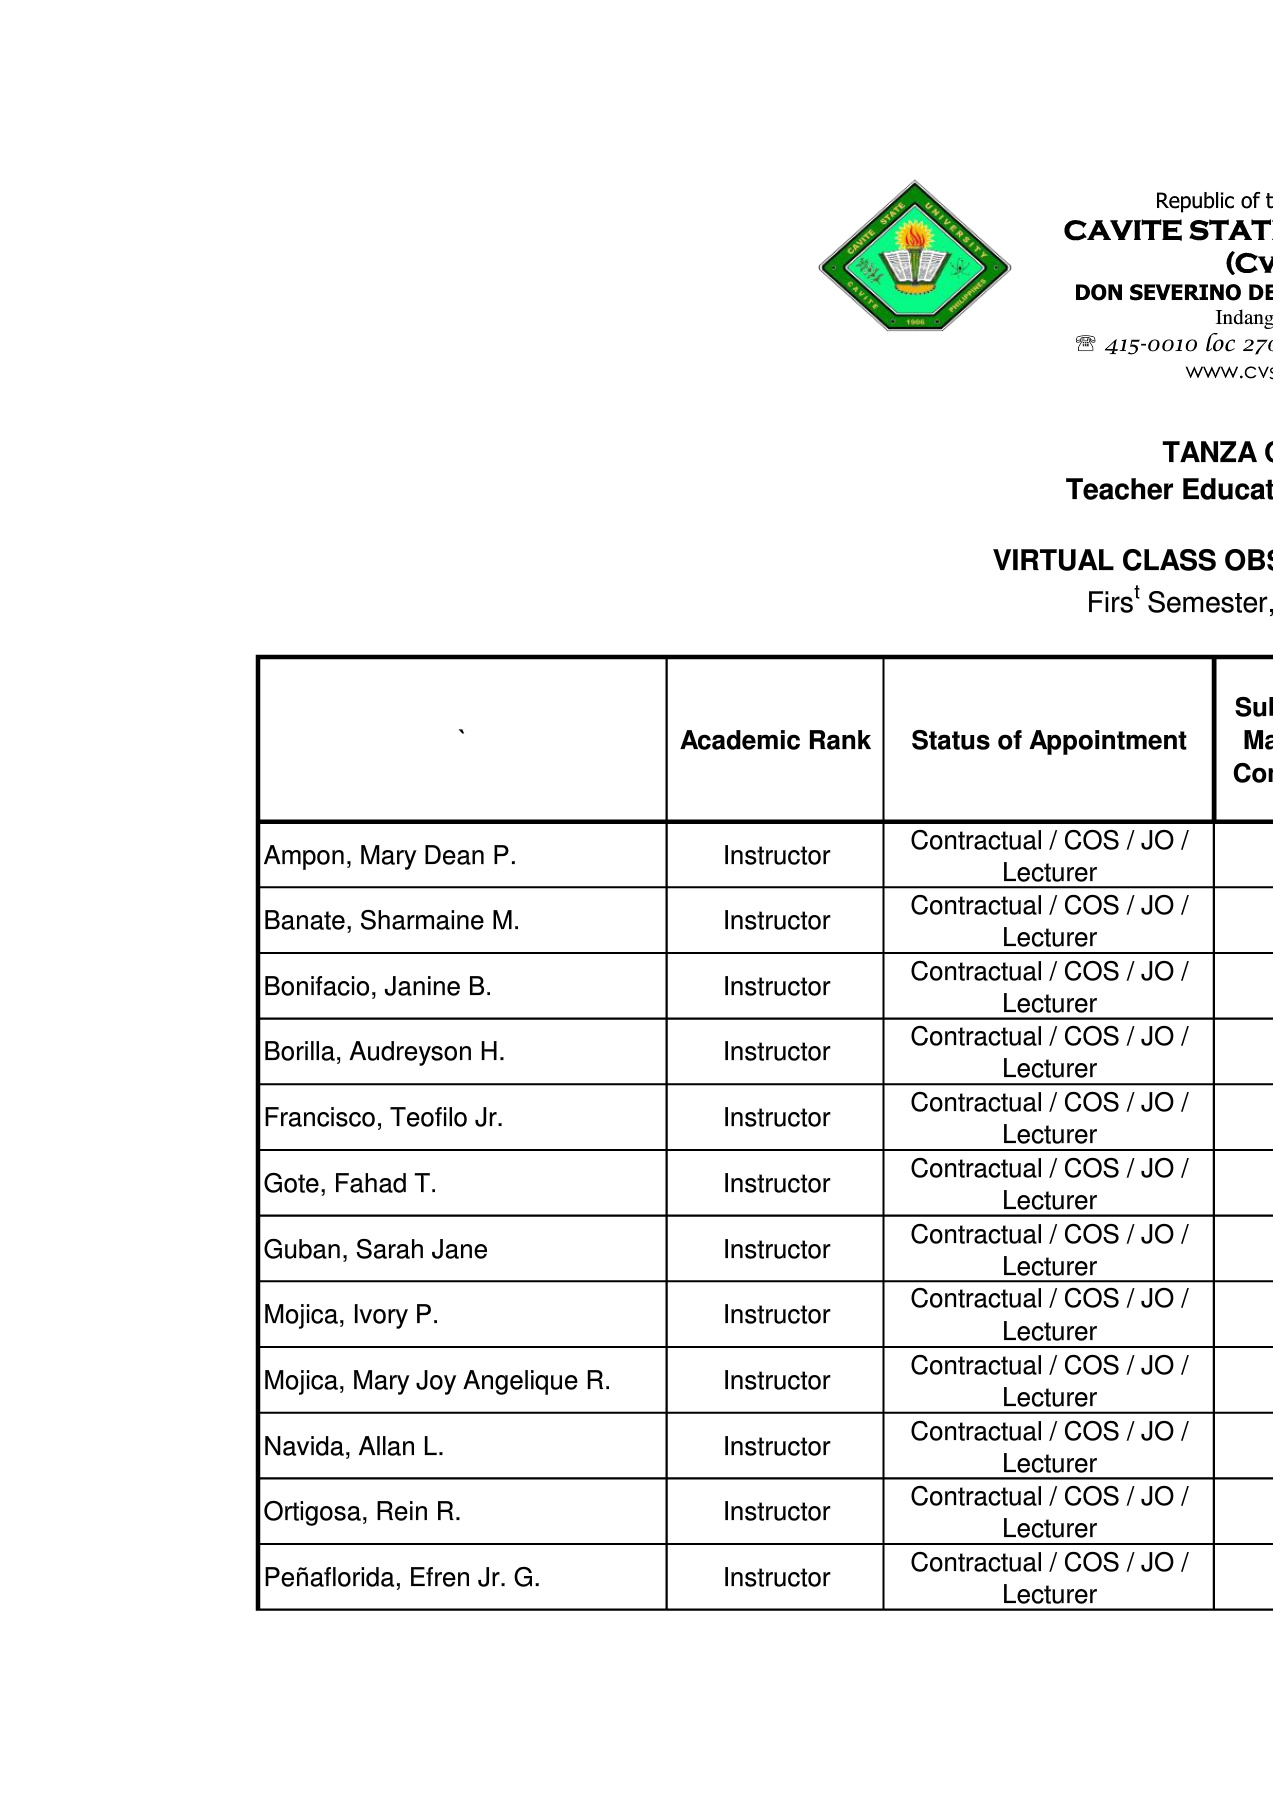 CAVITE STATE UNIVERSITY
CAVITE
PHILIPPINES
1906
Republic of t
CAVITE STAT
(Cv
DON SEVERINO DE
Indang
☏ 415-0010 loc 270
www.cvs
TANZA C
Teacher Educat
VIRTUAL CLASS OBS
First Semester,
` Academic Rank Status of Appointment
Sub
Ma
Con
Ampon, Mary Dean P. Instructor Contractual / COS / JO /
Lecturer
Banate, Sharmaine M. Instructor Contractual / COS / JO /
Lecturer
Bonifacio, Janine B. Instructor Contractual / COS / JO /
Lecturer
Borilla, Audreyson H. Instructor Contractual / COS / JO /
Lecturer
Francisco, Teofilo Jr. Instructor Contractual / COS / JO /
Lecturer
Gote, Fahad T. Instructor Contractual / COS / JO /
Lecturer
Guban, Sarah Jane Instructor Contractual / COS / JO /
Lecturer
Mojica, Ivory P. Instructor Contractual / COS / JO /
Lecturer
Mojica, Mary Joy Angelique R. Instructor Contractual / COS / JO /
Lecturer
Navida, Allan L. Instructor Contractual / COS / JO /
Lecturer
Ortigosa, Rein R. Instructor Contractual / COS / JO /
Lecturer
Peñaflorida, Efren Jr. G. Instructor Contractual / COS / JO /
Lecturer